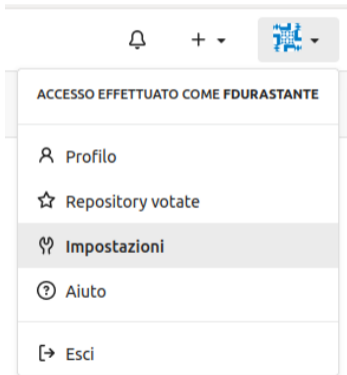 ACCESSO EFFETTUATO COME FDURASTANTE
Profilo
Repository votate
Impostazioni
Aiuto
Esci